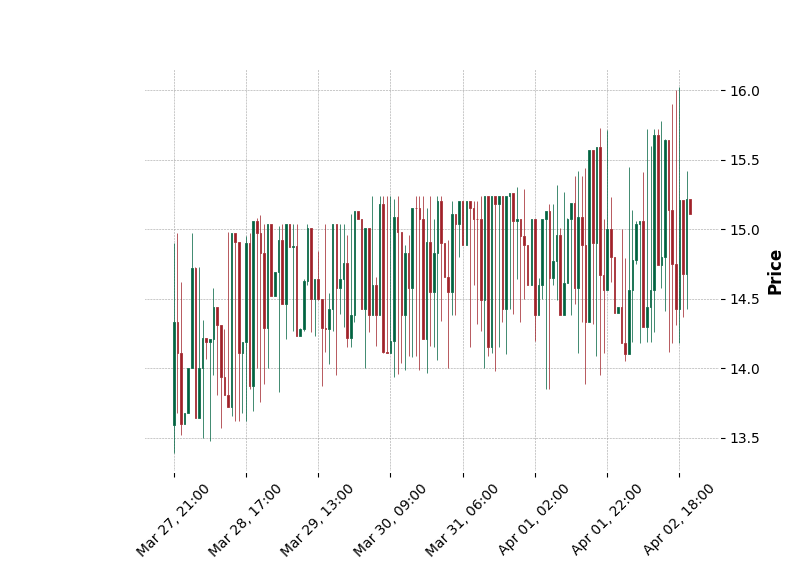 16.0
15.5
15.0
14.5
14.0
13.5
Price
Mar 27, 21:00
Mar 28, 17:00
Mar 29, 13:00
Mar 30, 09:00
Mar 31, 06:00
Apr 01, 02:00
Apr 01, 22:00
Apr 02, 18:00